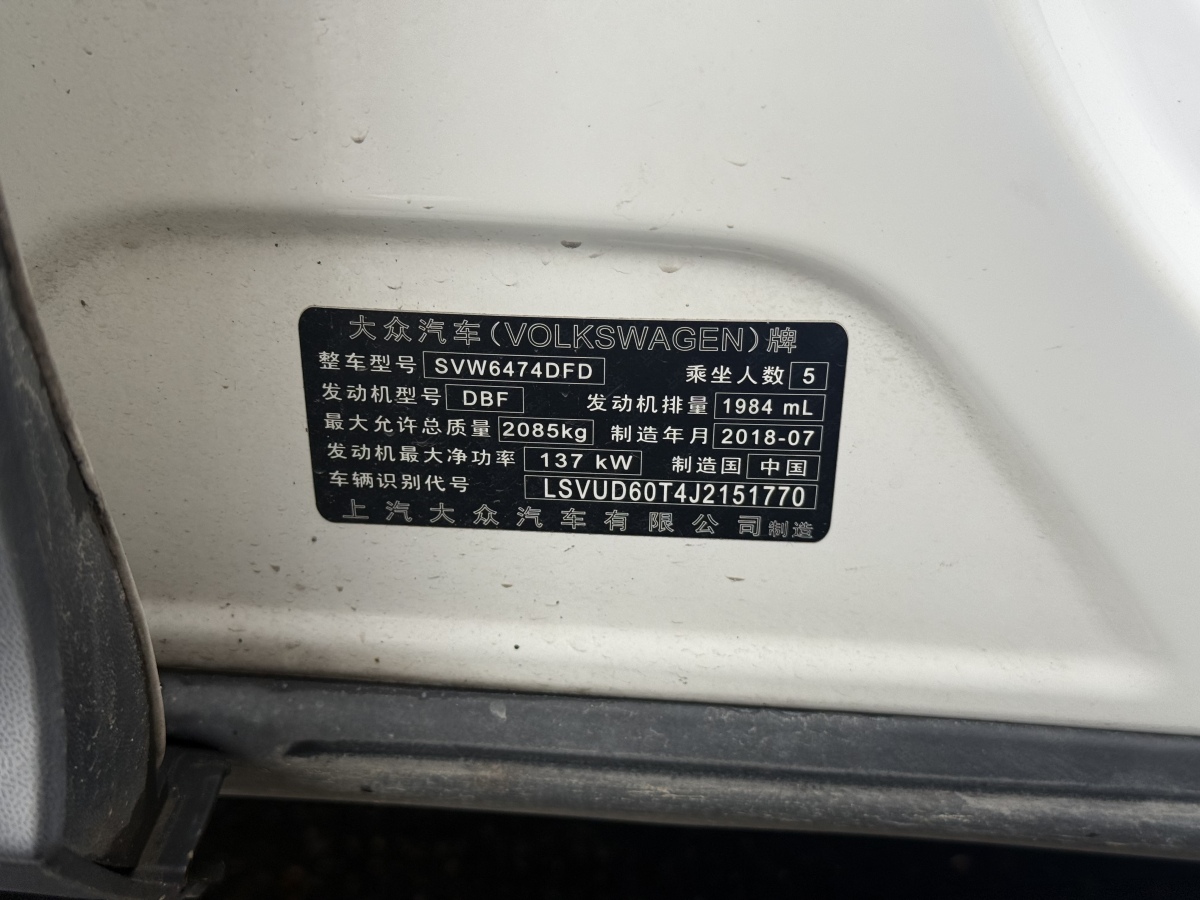 大众汽车(VOLKSWAGEN)牌
整车型号 SVW6474DFD 乘坐人数 5
发动机型号 DBF 发动机排量 1984 mL
最大允许总质量 2085kg 制造年月 2018-07
发动机最大净功率 137 kW 制造国 中国
车辆识别代号 LSVUD60T4J2151770
上汽大众汽车有限公司制造